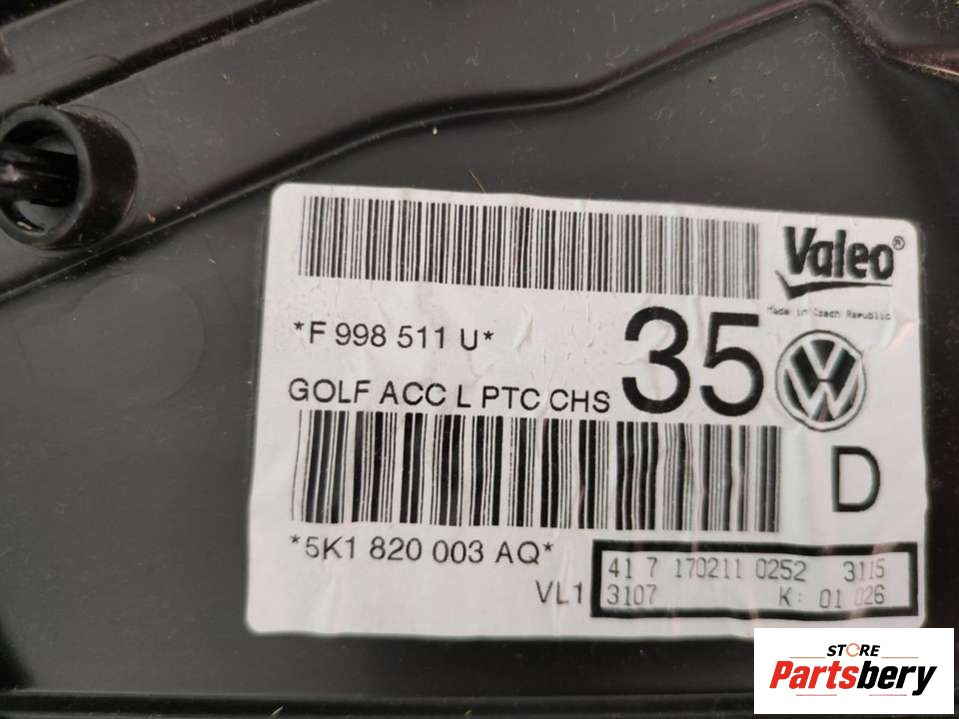 Valeo®
Made in Czech Republic
*F 998 511 U*
35
GOLF ACC L PTC CHS
D
*5K1 820 003 AQ*
VL1
41 7 170211 0252 3115
3107 K: 01 026
STORE
Partsbery